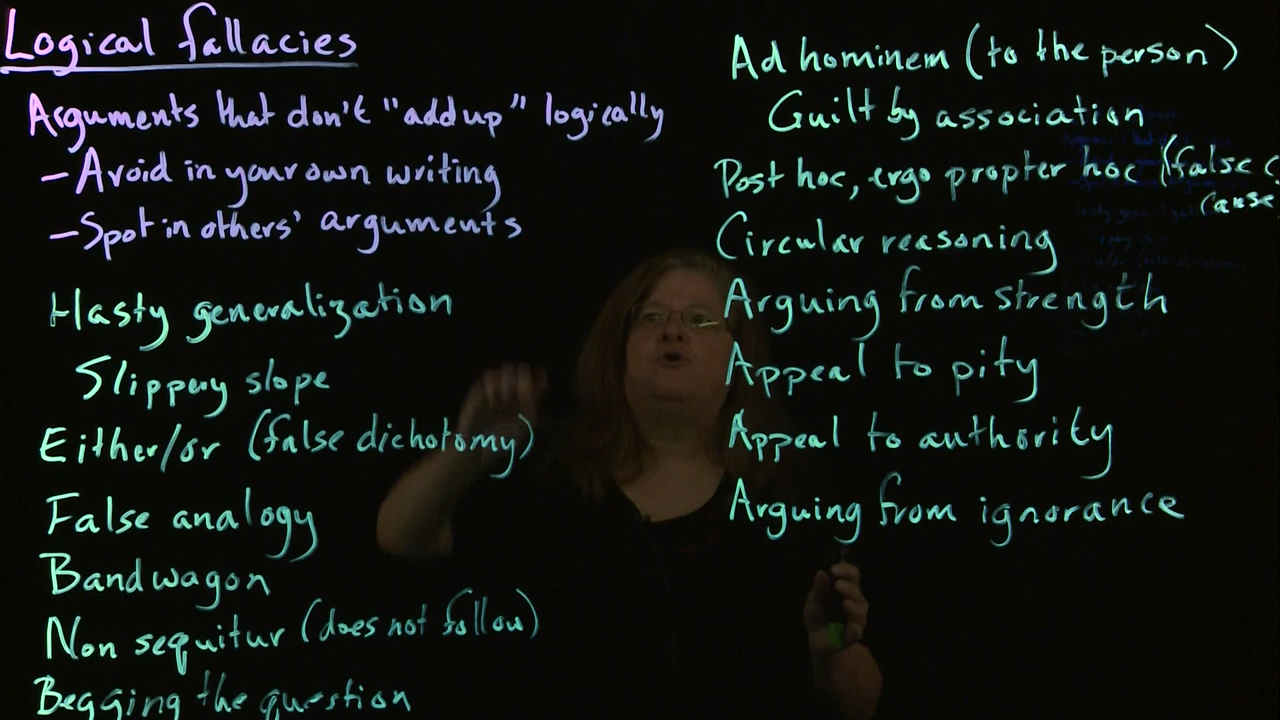 Logical fallacies
Arguments that don't "add up" logically
- Avoid in your own writing
- Spot in others' arguments
Hasty generalization
Slippery slope
Either/or (false dichotomy)
False analogy
Bandwagon
Non sequitur (does not follow)
Begging the question
Ad hominem (to the person)
Guilt by association
Post hoc, ergo propter hoc (false
cause
Circular reasoning
Arguing from strength
Appeal to pity
Appeal to authority
Arguing from ignorance